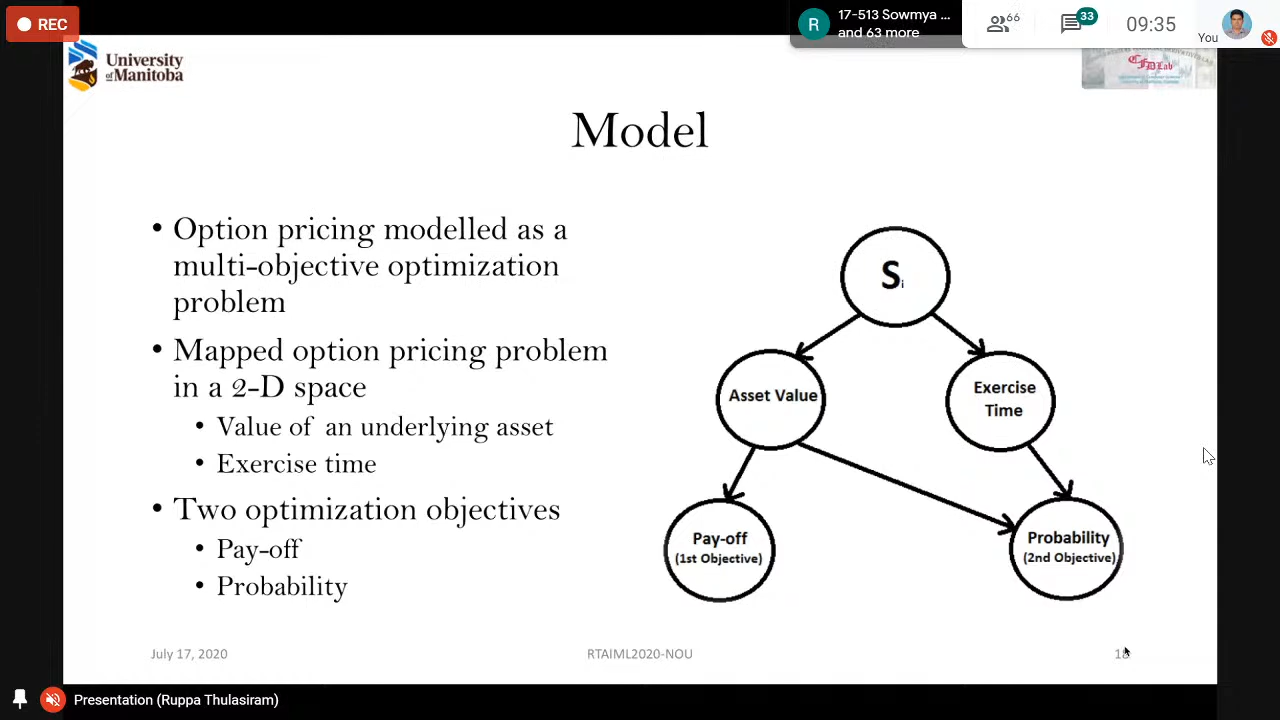 REC
R
17-513 Sowmya ...
and 63 more
66
33
09:35
You
University
of Manitoba
Lab
Model
• Option pricing modelled as a
multi-objective optimization
problem
• Mapped option pricing problem
in a 2-D space
• Value of an underlying asset
• Exercise time
• Two optimization objectives
• Pay-off
• Probability
Si
Asset Value
Exercise
Time
Pay-off
(1st Objective)
Probability
(2nd Objective)
July 17, 2020
RTAIML2020-NOU
18
Presentation (Ruppa Thulasiram)